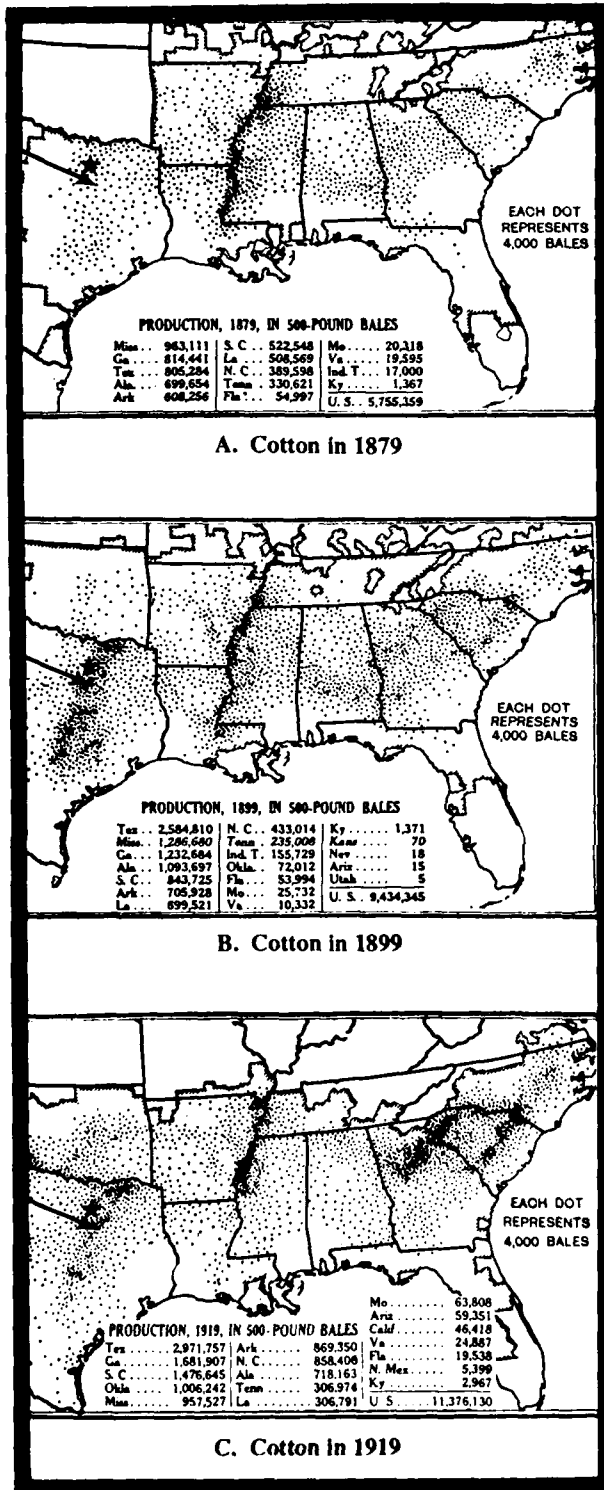 EACH DOT
REPRESENTS
4,000 BALES
PRODUCTION, 1879, IN 500-POUND BALES
Miss.. 963,111 S. C.. 522,548 Mo...... 20,318
Ga.... 814,441 La.... 508,569 Va...... 19,595
Tex... 805,284 N. C.. 389,598 Ind. T... 17,000
Ala... 699,654 Tenn.. 330,621 Ky...... 1,367
Ark... 608,256 Fla... 54,997 U. S.. 5,755,359
A. Cotton in 1879
EACH DOT
REPRESENTS
4,000 BALES
PRODUCTION, 1899, IN 500-POUND BALES
Tex.. 2,584,810 N. C.. 433,014 Ky...... 1,371
Miss. 1,286,680 Tenn.. 235,008 Kans.... 70
Ga... 1,232,684 Ind. T. 155,729 Nev..... 18
Ala.. 1,093,697 Okla.. 72,012 Ariz.... 15
S. C... 843,725 Fla... 53,994 Utah.... 5
Ark... 705,928 Mo.... 25,732 U. S.. 9,434,345
La.... 699,521 Va.... 10,332
B. Cotton in 1899
EACH DOT
REPRESENTS
4,000 BALES
PRODUCTION, 1919, IN 500-POUND BALES
Tex.... 2,971,757 Ark.... 869,350
Ga..... 1,681,907 N. C... 858,406
S. C... 1,476,645 Ala.... 718,163
Okla... 1,006,242 Tenn... 306,974
Miss... 957,527 La..... 306,791
Mo......... 63,808
Ariz....... 59,351
Calif...... 46,418
Va......... 24,887
Fla........ 19,538
N. Mex..... 5,399
Ky......... 2,967
U S...... 11,376,130
C. Cotton in 1919